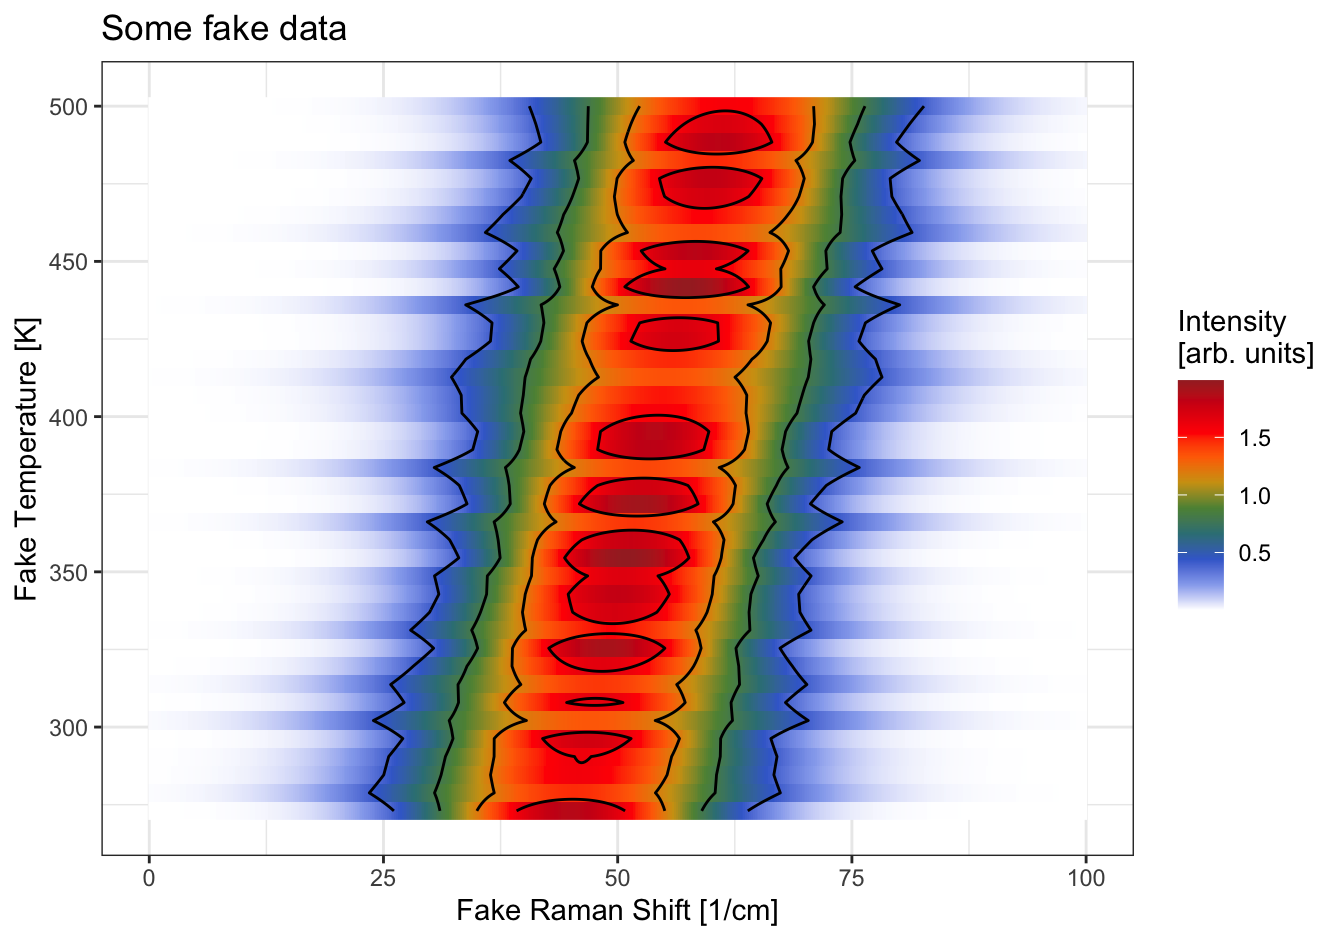 Some fake data
500
450
400
350
300
Fake Temperature [K]
0
25
50
75
100
Fake Raman Shift [1/cm]
Intensity
[arb. units]
1.5
1.0
0.5